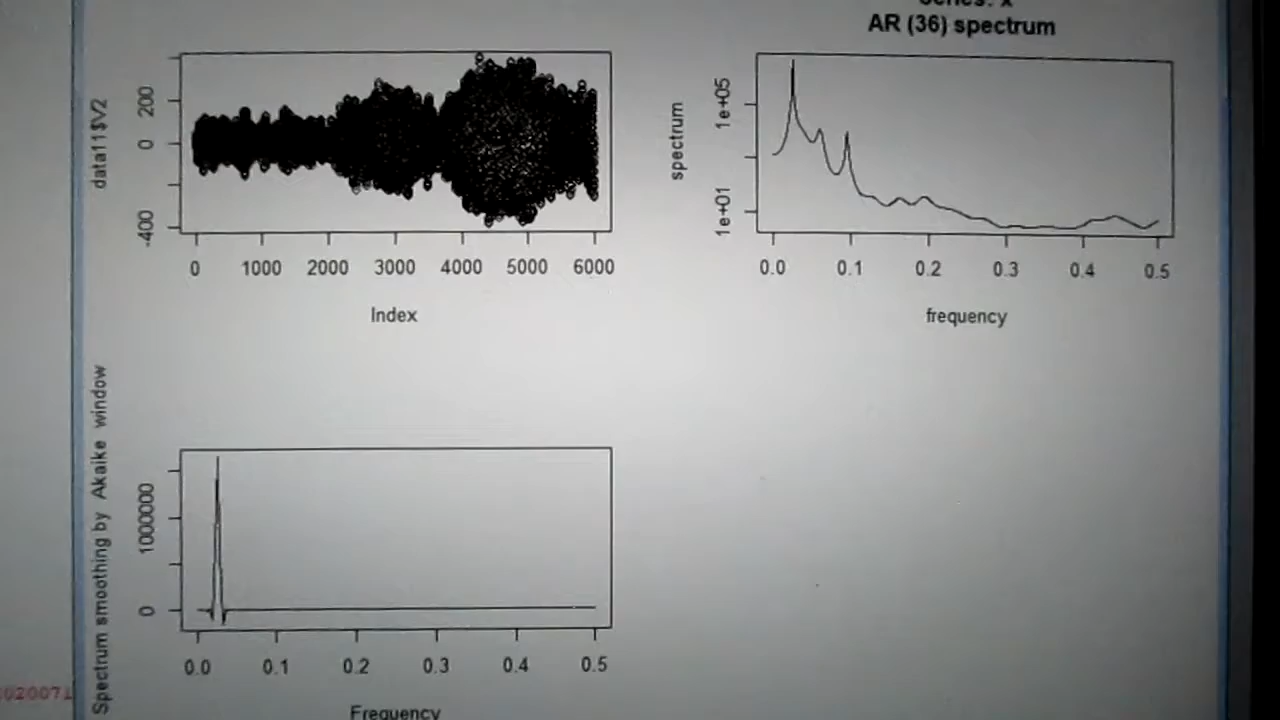 Series: x
AR (36) spectrum
data11$V2
200
0
-400
0 1000 2000 3000 4000 5000 6000
Index
spectrum
1e+05
1e+01
0.0 0.1 0.2 0.3 0.4 0.5
frequency
Spectrum smoothing by Akaike window
1000000
0
0.0 0.1 0.2 0.3 0.4 0.5
Frequency